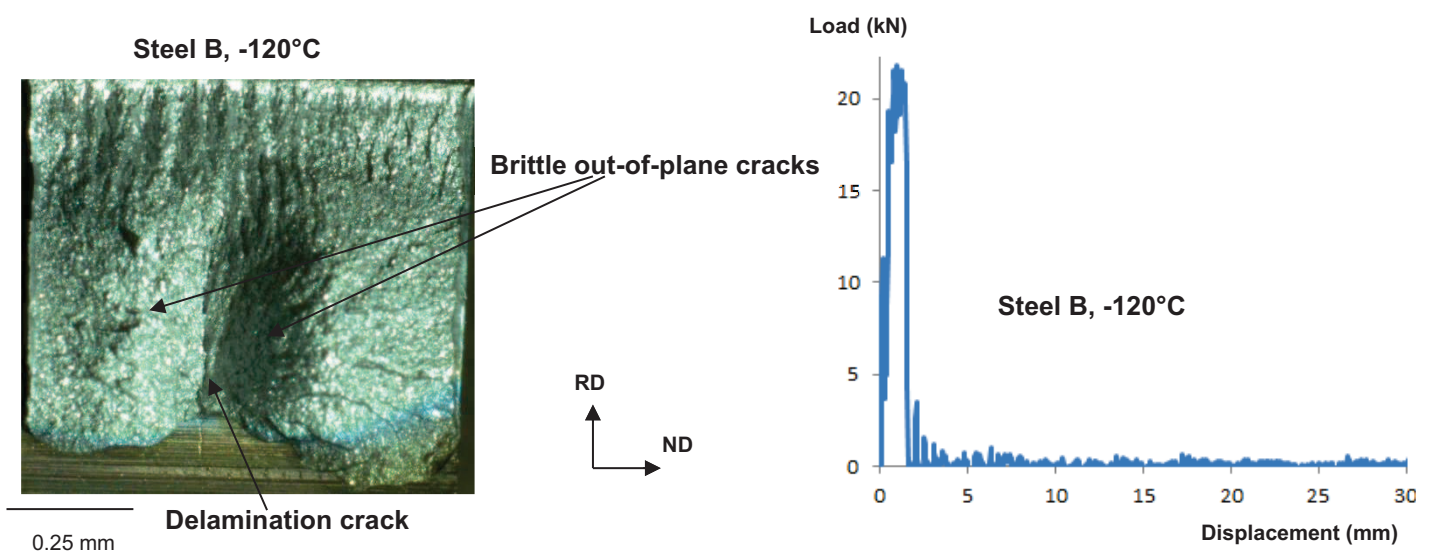 Steel B, -120°C
Brittle out-of-plane cracks
RD
ND
Delamination crack
0.25 mm
Load (kN)
20
15
10
5
0
Steel B, -120°C
0 5 10 15 20 25 30
Displacement (mm)